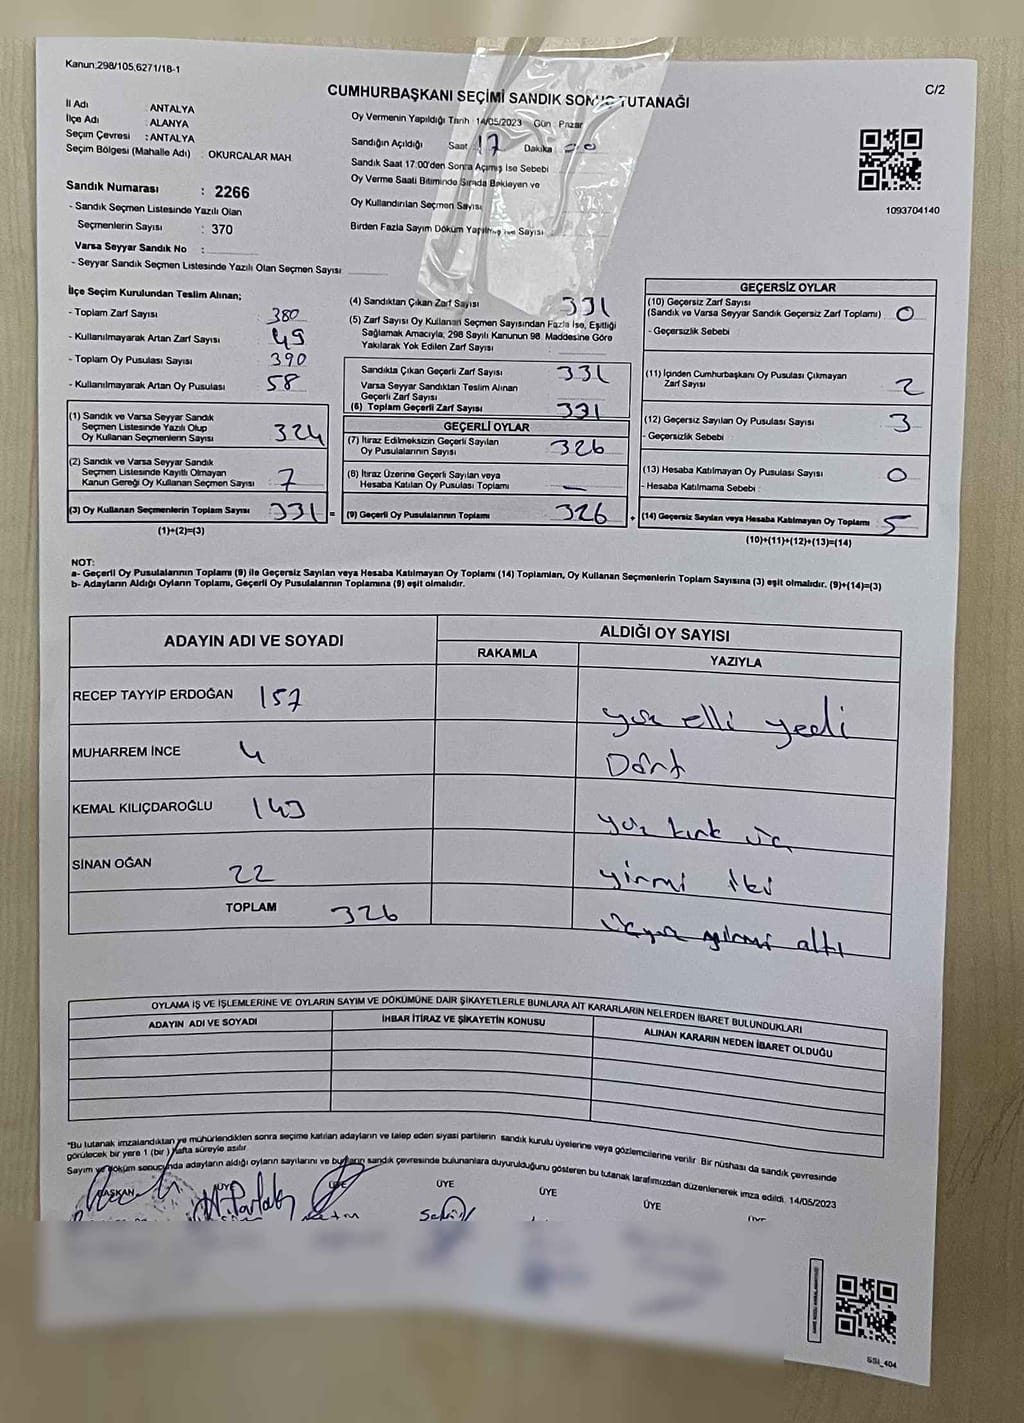 Kanun;298/105,6271/18-1
CUMHURBAŞKANI SEÇİMİ SANDIK SONUÇ TUTANAĞI
C/2
İl Adı : ANTALYA
İlçe Adı : ALANYA
Seçim Çevresi : ANTALYA
Seçim Bölgesi (Mahalle Adı) : OKURCALAR MAH
Sandık Numarası : 2266
- Sandık Seçmen Listesinde Yazılı Olan
Seçmenlerin Sayısı : 370
Varsa Seyyar Sandık No :
- Seyyar Sandık Seçmen Listesinde Yazılı Olan Seçmen Sayısı
Oy Vermenin Yapıldığı Tarih : 14/05/2023 Gün : Pazar
Sandığın Açıldığı Saat : 17 Dakika : 00
Sandık Saat 17:00'den Sonra Açımış İse Sebebi
Oy Verme Saati Bitiminde Sırada Bekleyen ve
Oy Kullandırılan Seçmen Sayısı
Birden Fazla Sayım Döküm Yapılmış ise Sayısı
1093704140
İlçe Seçim Kurulundan Teslim Alınan;
- Toplam Zarf Sayısı : 380
- Kullanılmayarak Artan Zarf Sayısı : 49
- Toplam Oy Pusulası Sayısı : 390
- Kullanılmayarak Artan Oy Pusulası : 58
(1) Sandık ve Varsa Seyyar Sandık
Seçmen Listesinde Yazılı Olup
Oy Kullanan Seçmenlerin Sayısı : 324
(2) Sandık ve Varsa Seyyar Sandık
Seçmen Listesinde Kayıtlı Olmayan
Kanun Gereği Oy Kullanan Seçmen Sayısı : 7
(3) Oy Kullanan Seçmenlerin Toplam Sayısı : 331 =
(1)+(2)=(3)
(4) Sandıktan Çıkan Zarf Sayısı 331
(5) Zarf Sayısı Oy Kullanan Seçmen Sayısından Fazla İse, Eşitliği
Sağlamak Amacıyla, 298 Sayılı Kanunun 98. Maddesine Göre
Yakılarak Yok Edilen Zarf Sayısı
Sandıkta Çıkan Geçerli Zarf Sayısı 331
Varsa Seyyar Sandıktan Teslim Alınan
Geçerli Zarf Sayısı
(6) Toplam Geçerli Zarf Sayısı 331
GEÇERLİ OYLAR
(7) İtiraz Edilmeksizin Geçerli Sayılan
Oy Pusulalarının Sayısı : 326
(8) İtiraz Üzerine Geçerli Sayılan veya
Hesaba Katılan Oy Pusulası Toplamı : —
(9) Geçerli Oy Pusulalarının Toplamı : 326 +
GEÇERSİZ OYLAR
(10) Geçersiz Zarf Sayısı
(Sandık ve Varsa Seyyar Sandık Geçersiz Zarf Toplamı) : 0
- Geçersizlik Sebebi :
(11) İçinden Cumhurbaşkanı Oy Pusulası Çıkmayan
Zarf Sayısı 2
(12) Geçersiz Sayılan Oy Pusulası Sayısı : 3
- Geçersizlik Sebebi :
(13) Hesaba Katılmayan Oy Pusulası Sayısı : 0
- Hesaba Katılmama Sebebi :
(14) Geçersiz Sayılan veya Hesaba Katılmayan Oy Toplamı : 5
(10)+(11)+(12)+(13)=(14)
NOT:
a- Geçerli Oy Pusulalarının Toplamı (9) ile Geçersiz Sayılan veya Hesaba Katılmayan Oy Toplamı (14) Toplamları, Oy Kullanan Seçmenlerin Toplam Sayısına (3) eşit olmalıdır. (9)+(14)=(3)
b- Adayların Aldığı Oyların Toplamı, Geçerli Oy Pusulalarının Toplamına (9) eşit olmalıdır.
ADAYIN ADI VE SOYADI
ALDIĞI OY SAYISI
RAKAMLA YAZIYLA
RECEP TAYYİP ERDOĞAN 157 yüz elli yedi
MUHARREM İNCE 4 Dört
KEMAL KILIÇDAROĞLU 143 yüz kırk üç
SİNAN OĞAN 22 yirmi iki
TOPLAM 326 üçyüz yirmi altı
OYLAMA İŞ VE İŞLEMLERİNE VE OYLARIN SAYIM VE DÖKÜMÜNE DAİR ŞİKAYETLERLE BUNLARA AİT KARARLARIN NELERDEN İBARET BULUNDUKLARI
ADAYIN ADI VE SOYADI İHBAR İTİRAZ VE ŞİKAYETİN KONUSU ALINAN KARARIN NEDEN İBARET OLDUĞU
*Bu tutanak imzalandıktan ve mühürlendikten sonra seçime katılan adayların ve talep eden siyasi partilerin sandık kurulu üyelerine veya gözlemcilerine verilir. Bir nüshası da sandık çevresinde
görülecek bir yere 1 (bir) hafta süreyle asılır.
Sayım ve döküm sonucunda adayların aldığı oyların sayılarını ve bunların sandık çevresinde bulunanlara duyurulduğunu gösteren bu tutanak tarafımızdan düzenlenerek imza edildi. 14/05/2023
BAŞKAN ÜYE ÜYE ÜYE ÜYE ÜYE
SSI_404